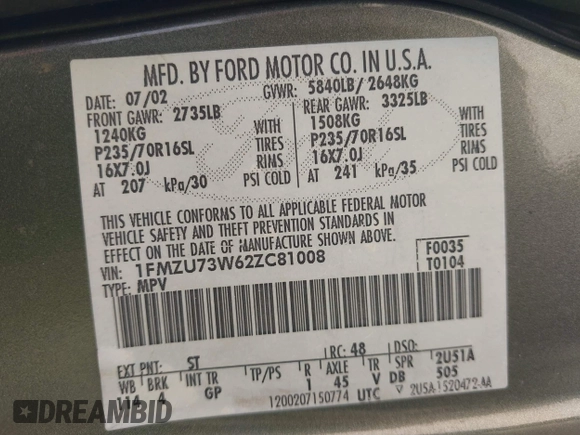 MFD. BY FORD MOTOR CO. IN U.S.A.
DATE: 07/02 GVWR: 5840LB/ 2648KG
FRONT GAWR: 2735LB REAR GAWR: 3325LB
1240KG WITH 1508KG WITH
P235/70R16SL TIRES P235/70R16SL TIRES
16X7.0J RIMS 16X7.0J RIMS
AT 207 kPa/30 PSI COLD AT 241 kPa/35 PSI COLD
THIS VEHICLE CONFORMS TO ALL APPLICABLE FEDERAL MOTOR
VEHICLE SAFETY AND THEFT PREVENTION STANDARDS IN
EFFECT ON THE DATE OF MANUFACTURE SHOWN ABOVE.
VIN: 1FMZU73W62ZC81008 F0035
TYPE: MPV T0104
EXT PNT: ST RC: 48 DSO:
WB BRK INT TR TP/PS R AXLE TR SPR 2U51A
114 4 GP 1 45 V DB 505
1200207150774 UTC ▽ 2U5A-1520472-AA
DREAMBID